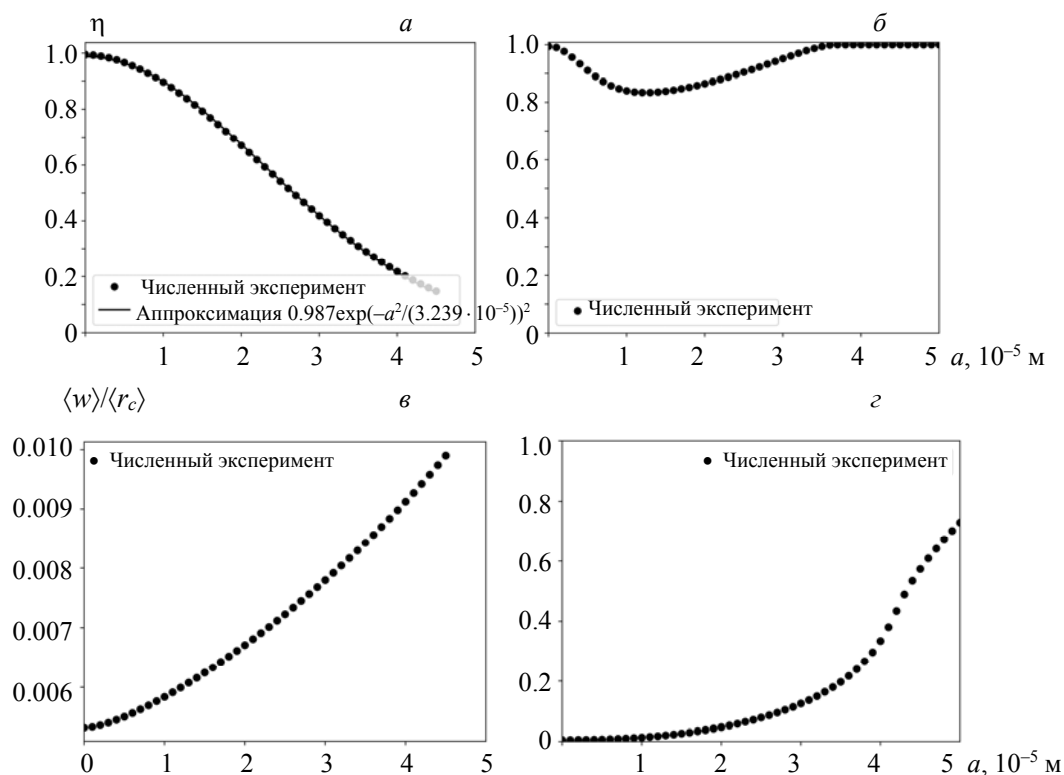 η а б
1.0 1.0
0.8 0.8
0.6 0.6
0.4 0.4
0.2 0.2
Численный эксперимент
Аппроксимация 0.987exp(–a²/(3.239 · 10⁻⁵))²
Численный эксперимент
0 0
1 2 3 4 5 1 2 3 4 5 a, 10⁻⁵ м
⟨w⟩/⟨r_c⟩ в г
0.010 Численный эксперимент 1.0 Численный эксперимент
0.009 0.8
0.008 0.6
0.007 0.4
0.006 0.2
0
0 1 2 3 4 5 1 2 3 4 5 a, 10⁻⁵ м